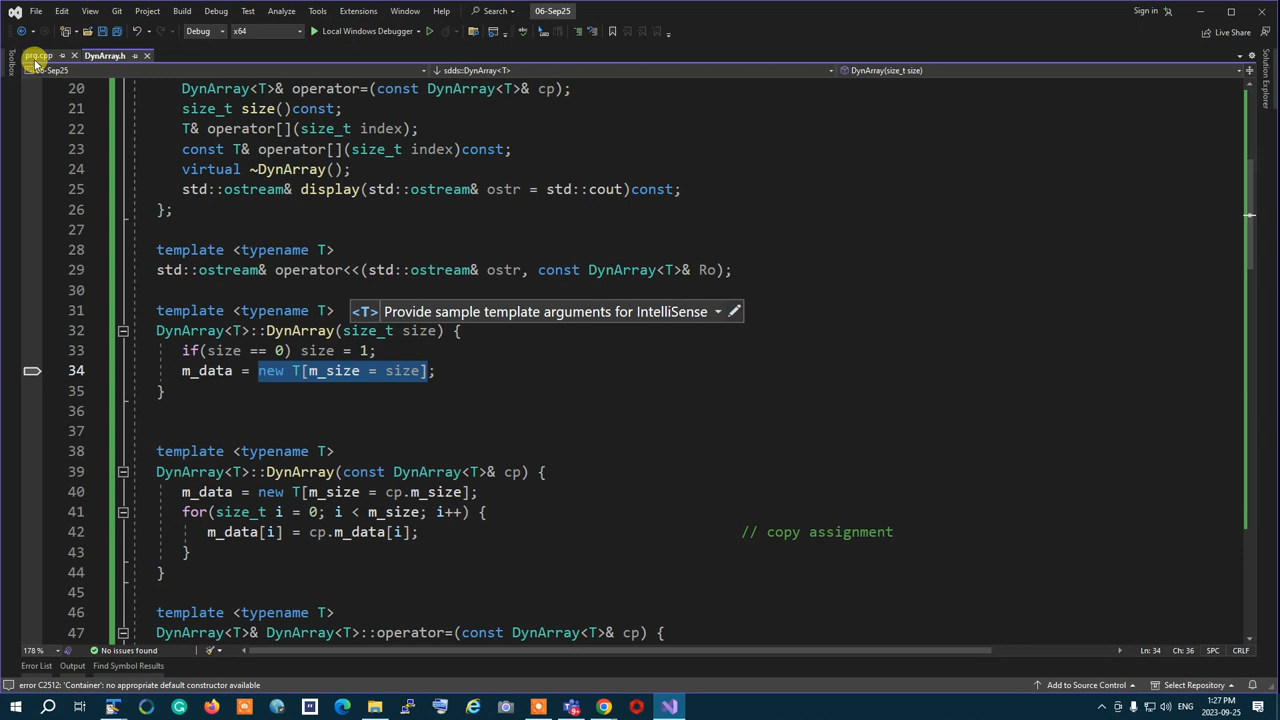 File Edit View Git Project Build Debug Test Analyze Tools Extensions Window Help Search 06-Sep25 Sign in
Debug x64 Local Windows Debugger Live Share
prg.cpp DynArray.h
06-Sep25 sdds::DynArray<T> DynArray(size_t size)
Toolbox
Solution Explorer
20 DynArray<T>& operator=(const DynArray<T>& cp);
21 size_t size()const;
22 T& operator[](size_t index);
23 const T& operator[](size_t index)const;
24 virtual ~DynArray();
25 std::ostream& display(std::ostream& ostr = std::cout)const;
26 };
27
28 template <typename T>
29 std::ostream& operator<<(std::ostream& ostr, const DynArray<T>& Ro);
30
31 template <typename T> <T> Provide sample template arguments for IntelliSense
32 DynArray<T>::DynArray(size_t size) {
33 if(size == 0) size = 1;
34 m_data = new T[m_size = size];
35 }
36
37
38 template <typename T>
39 DynArray<T>::DynArray(const DynArray<T>& cp) {
40 m_data = new T[m_size = cp.m_size];
41 for(size_t i = 0; i < m_size; i++) {
42 m_data[i] = cp.m_data[i]; // copy assignment
43 }
44 }
45
46 template <typename T>
47 DynArray<T>& DynArray<T>::operator=(const DynArray<T>& cp) {
178 % No issues found Ln: 34 Ch: 36 SPC CRLF
Error List Output Find Symbol Results
error C2512: 'Container': no appropriate default constructor available Add to Source Control Select Repository
ENG 1:27 PM
2023-09-25